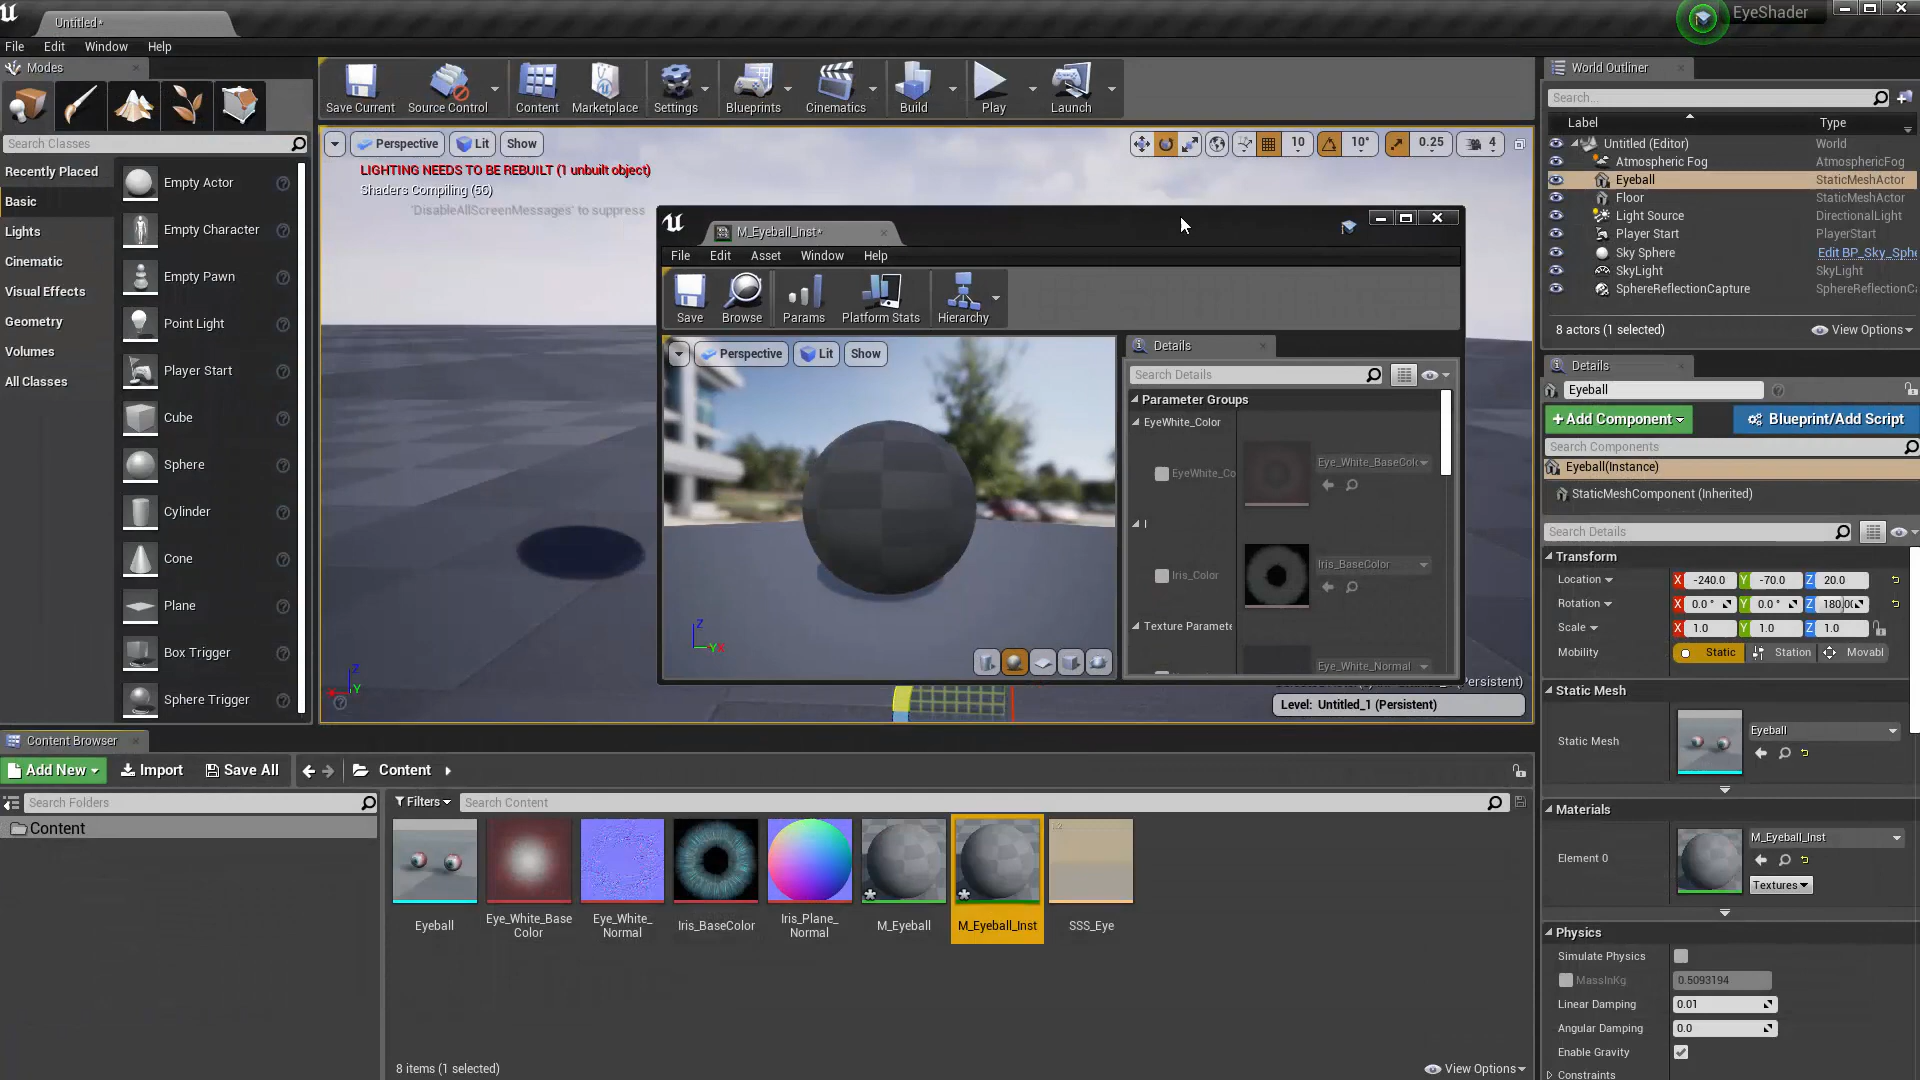 Untitled*
EyeShader
File
Edit
Window
Help
Modes
Search Classes
Recently Placed
Basic
Lights
Cinematic
Visual Effects
Geometry
Volumes
All Classes
Empty Actor
Empty Character
Empty Pawn
Point Light
Player Start
Cube
Sphere
Cylinder
Cone
Plane
Box Trigger
Sphere Trigger
Save Current
Source Control
Content
Marketplace
Settings
Blueprints
Cinematics
Build
Play
Launch
Perspective
Lit
Show
10
10°
0.25
4
LIGHTING NEEDS TO BE REBUILT (1 unbuilt object)
Shaders Compiling (56)
'DisableAllScreenMessages' to suppress
M_Eyeball_Inst*
File
Edit
Asset
Window
Help
Save
Browse
Params
Platform Stats
Hierarchy
Perspective
Lit
Show
Z
Y
X
Details
Search Details
Parameter Groups
EyeWhite_Color
EyeWhite_Co
Eye_White_BaseColo
I
Iris_Color
Iris_BaseColor
Texture Paramete
Eye_White_Normal
Z
X
Y
Persistent)
Level: Untitled_1 (Persistent)
World Outliner
Search...
Label
Type
Untitled (Editor)
World
Atmospheric Fog
AtmosphericFog
Eyeball
StaticMeshActor
Floor
StaticMeshActor
Light Source
DirectionalLight
Player Start
PlayerStart
Sky Sphere
Edit BP_Sky_Sphe
SkyLight
SkyLight
SphereReflectionCapture
SphereReflectionCa
8 actors (1 selected)
View Options
Details
Eyeball
+Add Component
Blueprint/Add Script
Search Components
Eyeball(Instance)
StaticMeshComponent (Inherited)
Search Details
Transform
Location
X -240.0 Y -70.0 Z 20.0
Rotation
X 0.0 ° Y 0.0 ° Z 180.0
Scale
X 1.0 Y 1.0 Z 1.0
Mobility
Static
Station
Movabl
Static Mesh
Static Mesh
Eyeball
Materials
Element 0
M_Eyeball_Inst
Textures
Physics
Simulate Physics
MassInKg
0.5093194
Linear Damping
0.01
Angular Damping
0.0
Enable Gravity
Constraints
Content Browser
Add New
Import
Save All
Content
Search Folders
Filters
Search Content
Content
Eyeball
Eye_White_Base
Color
Eye_White_
Normal
Iris_BaseColor
Iris_Plane_
Normal
M_Eyeball
M_Eyeball_Inst
SSS_Eye
8 items (1 selected)
View Options